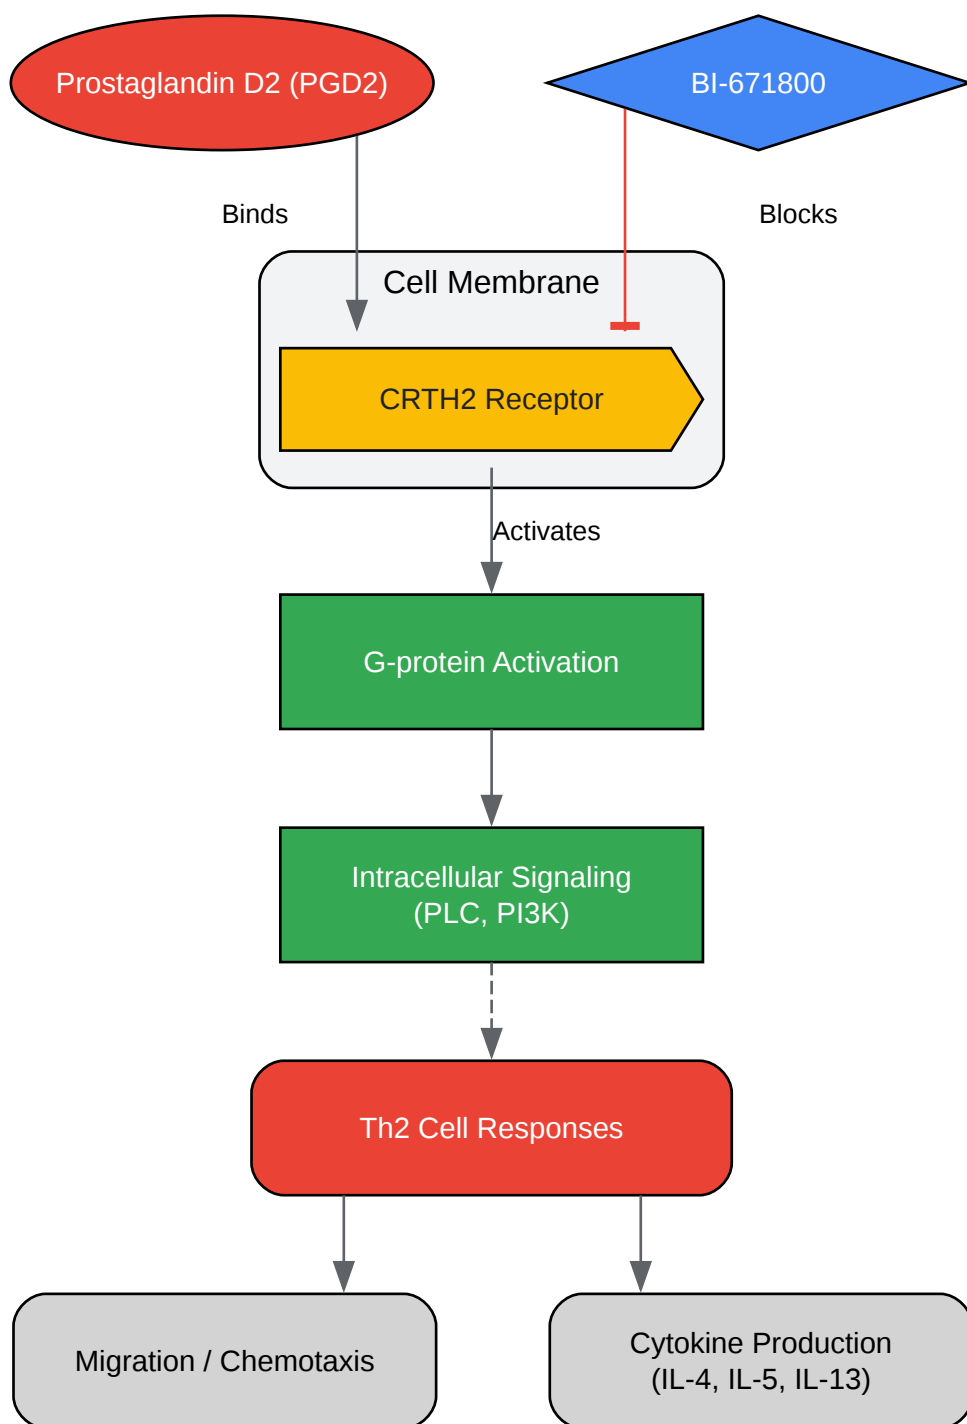 Prostaglandin D2 (PGD2)
BI-671800
Binds
Blocks
Cell Membrane
CRTH2 Receptor
Activates
G-protein Activation
Intracellular Signaling
(PLC, PI3K)
Th2 Cell Responses
Migration / Chemotaxis
Cytokine Production
(IL-4, IL-5, IL-13)